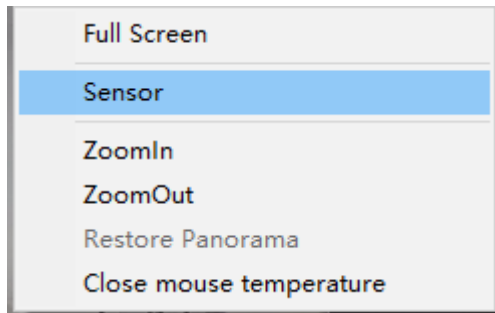 Full Screen
Sensor
ZoomIn
ZoomOut
Restore Panorama
Close mouse temperature